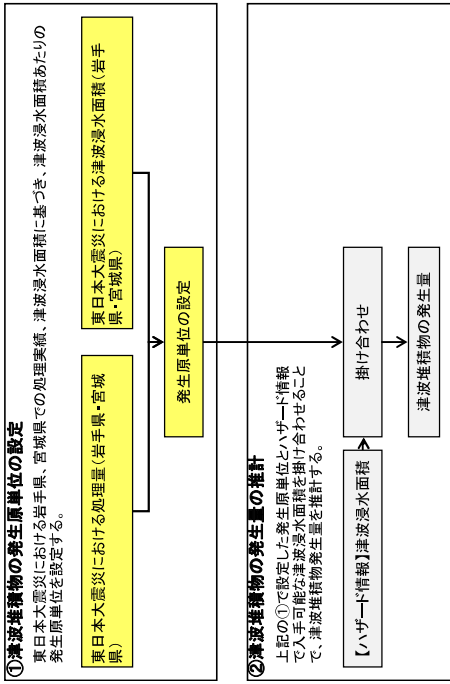 ①津波堆積物の発生原単位の設定
東日本大震災における岩手県、宮城県での処理実績、津波浸水面積に基づき、津波浸水面積あたりの
発生原単位を設定する。
東日本大震災における処理量(岩手県・宮城
県)
東日本大震災における津波浸水面積(岩手
県・宮城県)
発生原単位の設定
②津波堆積物の発生量の推計
上記の①で設定した発生原単位とハザード情報
で入手可能な津波浸水面積を掛け合わせること
で、津波堆積物発生量を推計する。
【ハザード情報】津波浸水面積
掛け合わせ
津波堆積物の発生量